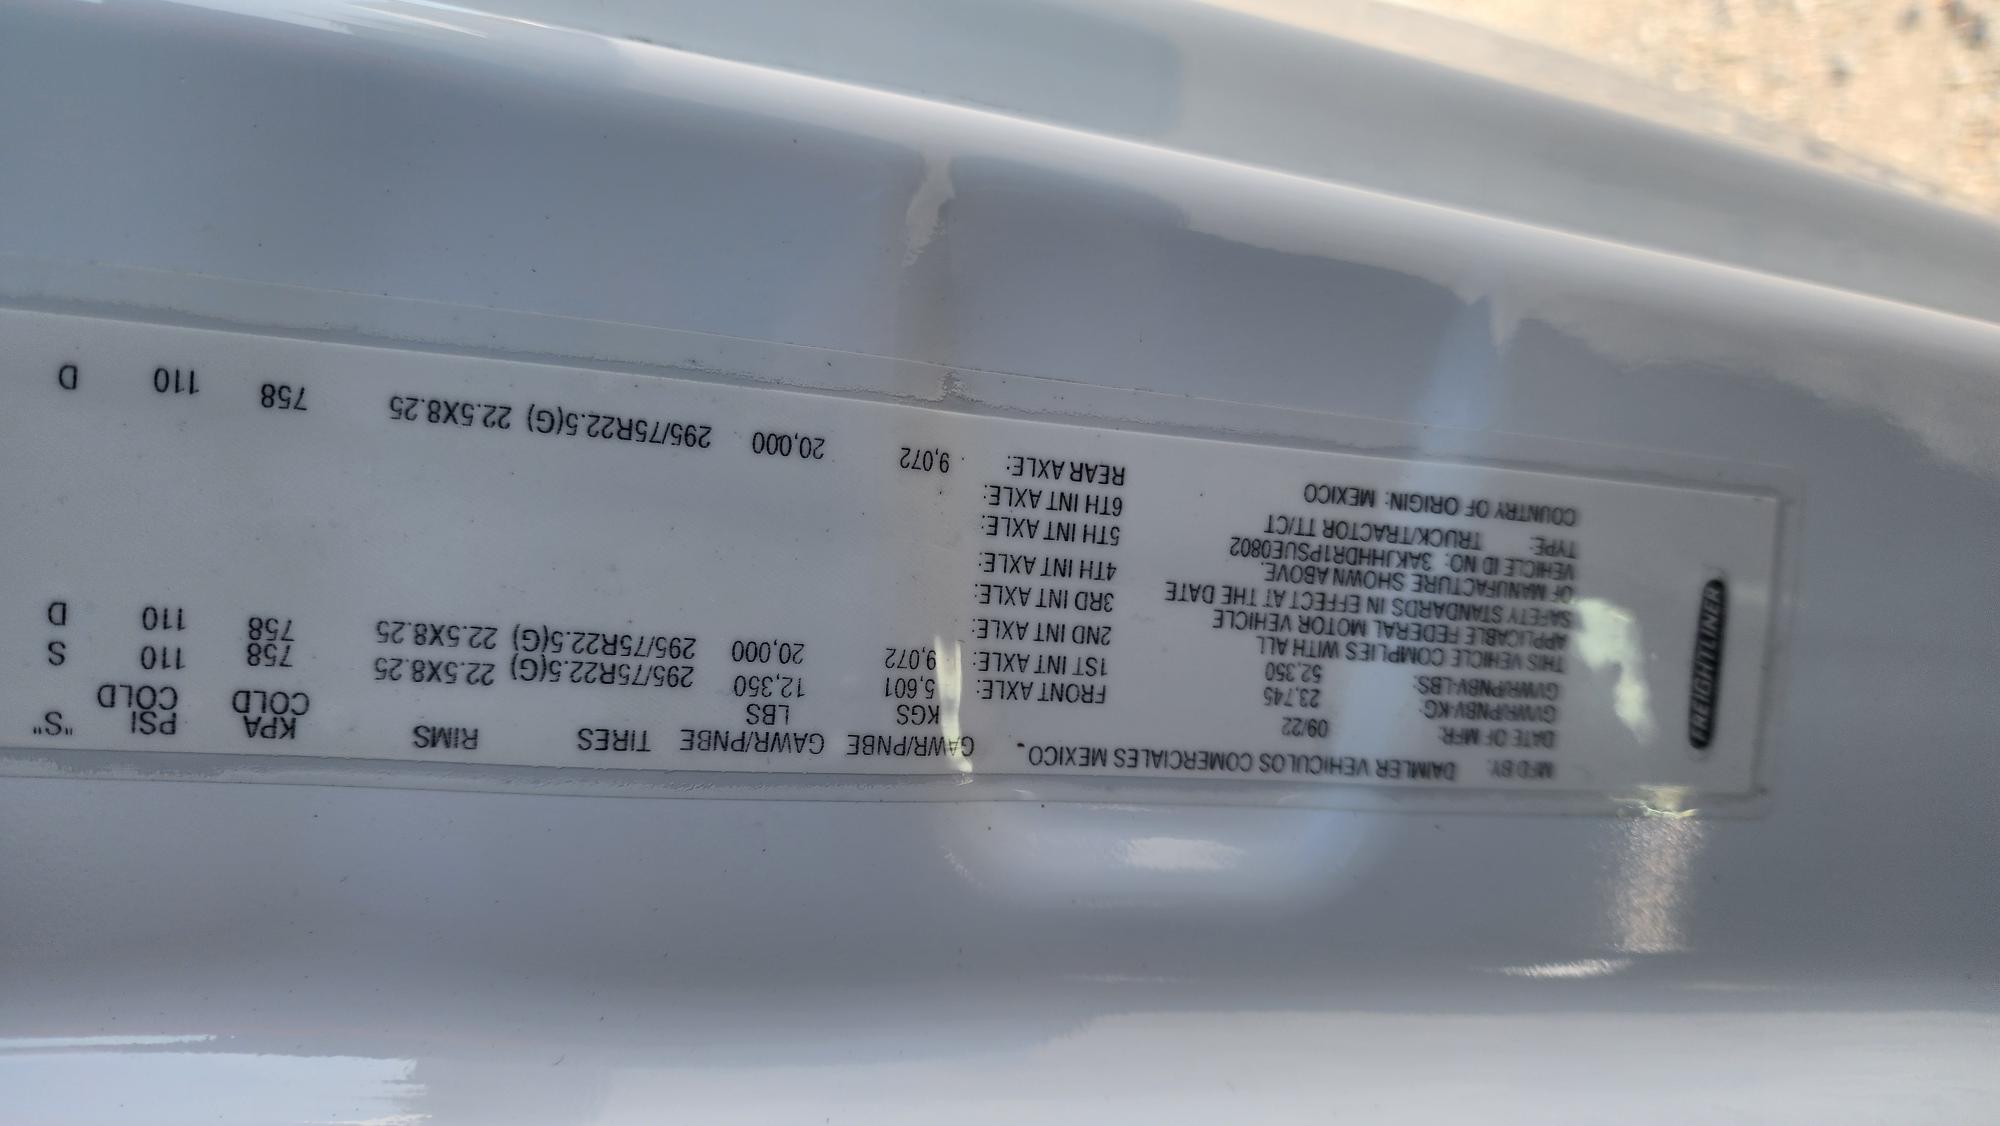 FREIGHTLINER
MFD BY: DAIMLER VEHICULOS COMERCIALES MEXICO
DATE OF MFR: 09/22
GVWR/PNBV-KG: 23,745
GVWR/PNBV-LBS: 52,350
THIS VEHICLE COMPLIES WITH ALL
APPLICABLE FEDERAL MOTOR VEHICLE
SAFETY STANDARDS IN EFFECT AT THE DATE
OF MANUFACTURE SHOWN ABOVE.
VEHICLE ID NO: 3AKJHHDR1PSUE0802
TYPE: TRUCK/TRACTOR TT/CT
COUNTRY OF ORIGIN: MEXICO
GAWR/PNBE GAWR/PNBE TIRES RIMS KPA PSI "S"
KGS LBS COLD COLD
FRONT AXLE: 5,601 12,350 295/75R22.5(G) 22.5X8.25 758 110 S
1ST INT AXLE: 9,072 20,000 295/75R22.5(G) 22.5X8.25 758 110 D
2ND INT AXLE:
3RD INT AXLE:
4TH INT AXLE:
5TH INT AXLE:
6TH INT AXLE:
REAR AXLE: 9,072 20,000 295/75R22.5(G) 22.5X8.25 758 110 D